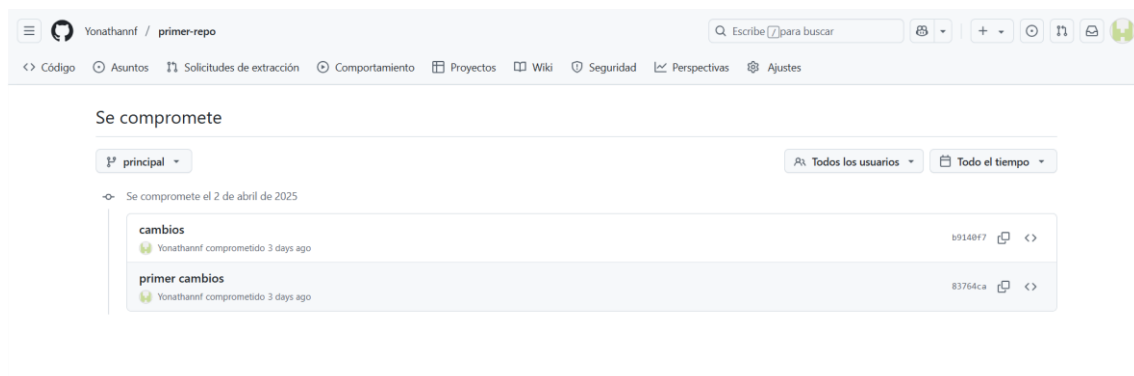 Yonathannf / primer-repo
Escribe / para buscar
Código Asuntos Solicitudes de extracción Comportamiento Proyectos Wiki Seguridad Perspectivas Ajustes
Se compromete
principal Todos los usuarios Todo el tiempo
Se compromete el 2 de abril de 2025
cambios
b9140f7
Yonathannf comprometido 3 days ago
primer cambios
83764ca
Yonathannf comprometido 3 days ago